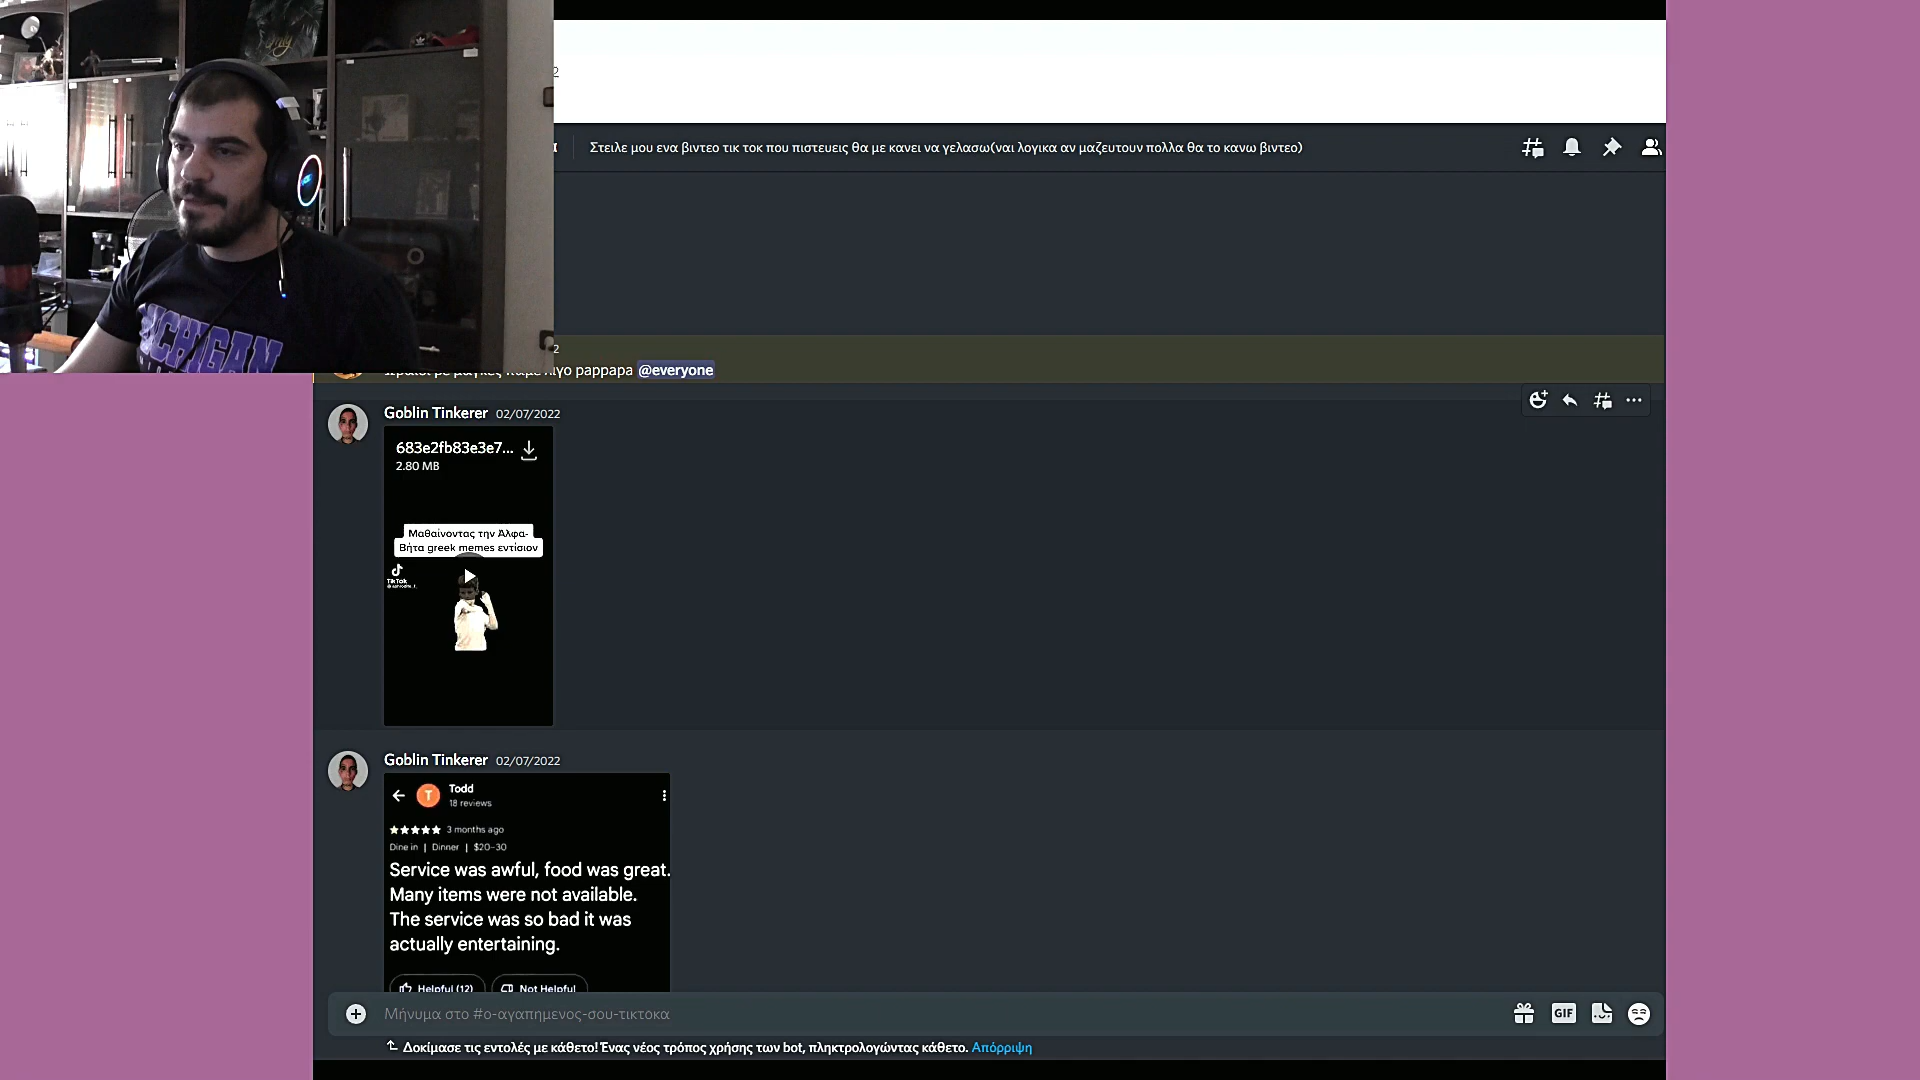 Στειλε μου ενα βιντεο τικ τοκ που πιστευεις θα με κανει να γελασω(ναι λογικα αν μαζευτουν πολλα θα το κανω βιντεο)
MICHIGAN
2
pappapa @everyone
Goblin Tinkerer 02/07/2022
683e2fb83e3e7...
2.80 MB
Μαθαίνοντας την Άλφα-
Βήτα greek memes εντίσιον
TikTok
Goblin Tinkerer 02/07/2022
T
Todd
18 reviews
3 months ago
Dine in | Dinner | $20–30
Service was awful, food was great.
Many items were not available.
The service was so bad it was
actually entertaining.
Helpful (12) Not Helpful
Μήνυμα στο #ο-αγαπημενος-σου-τικτοκα
GIF
Δοκίμασε τις εντολές με κάθετο! Ένας νέος τρόπος χρήσης των bot, πληκτρολογώντας κάθετο. Απόρριψη